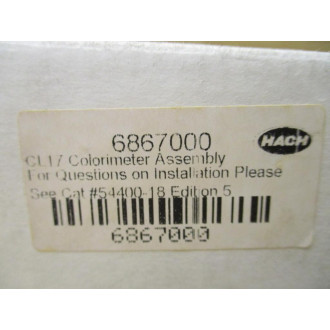 6867000
HACH
CL17 Colorimeter Assembly
For Questions on Installation Please
See Cat #54400-18 Edition 5
6867000